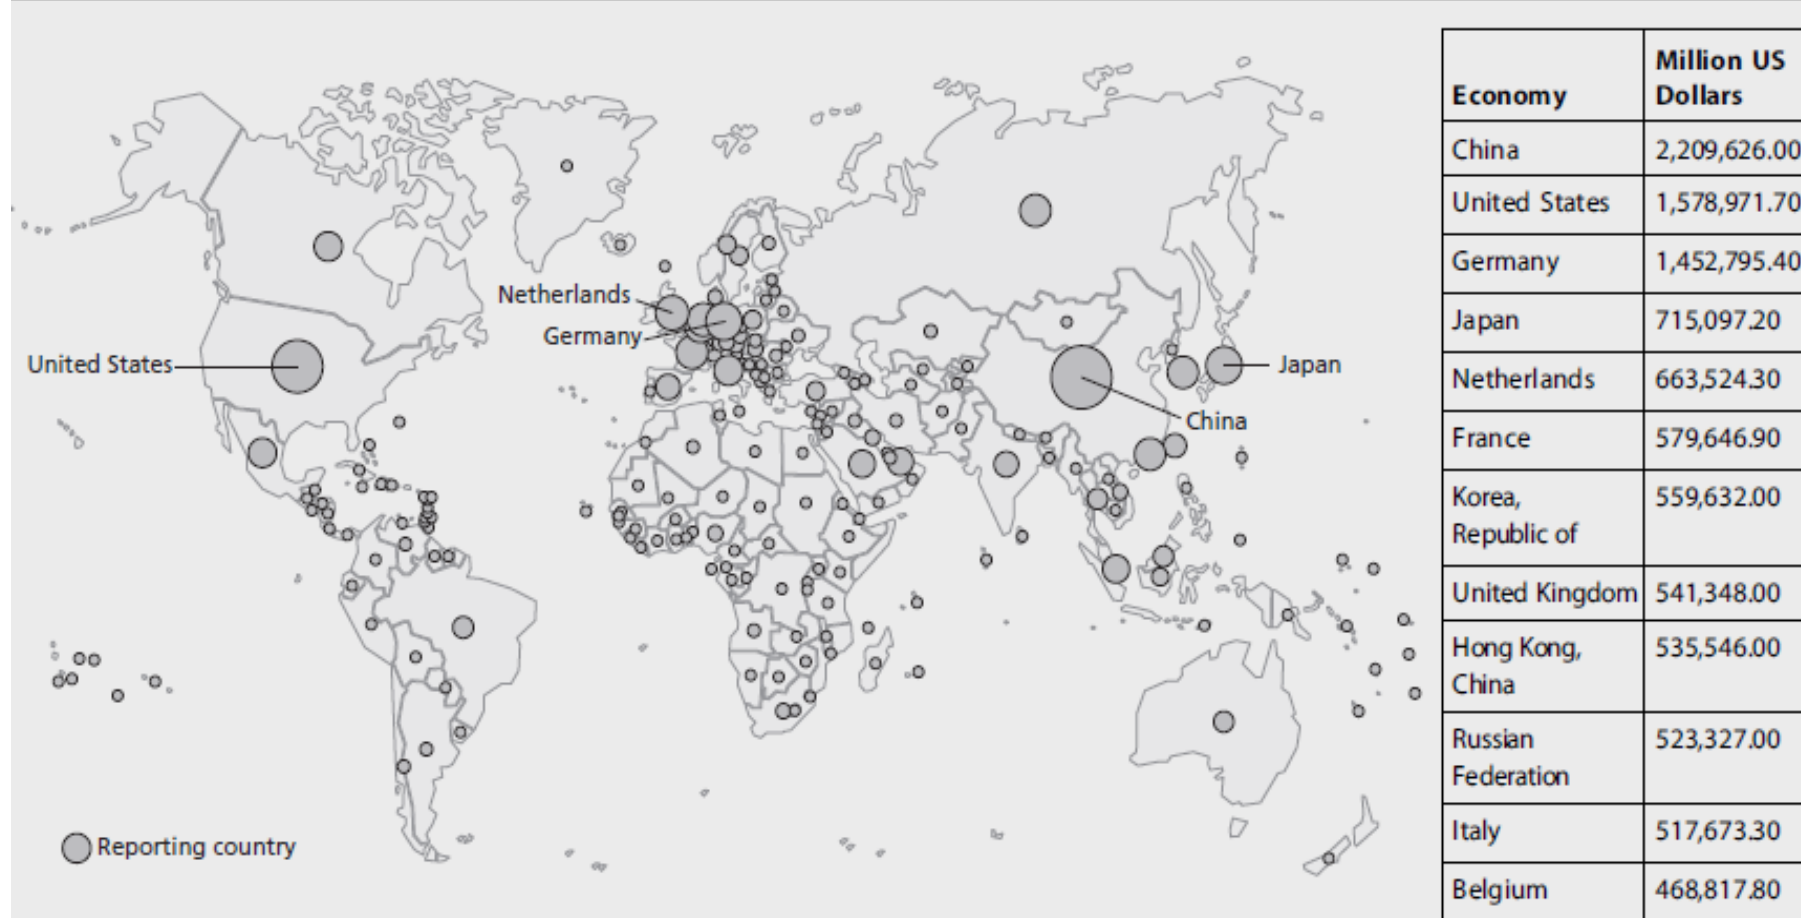 Netherlands
Germany
United States
Japan
China
Reporting country
Economy Million US Dollars
China 2,209,626.00
United States 1,578,971.70
Germany 1,452,795.40
Japan 715,097.20
Netherlands 663,524.30
France 579,646.90
Korea, Republic of 559,632.00
United Kingdom 541,348.00
Hong Kong, China 535,546.00
Russian Federation 523,327.00
Italy 517,673.30
Belgium 468,817.80